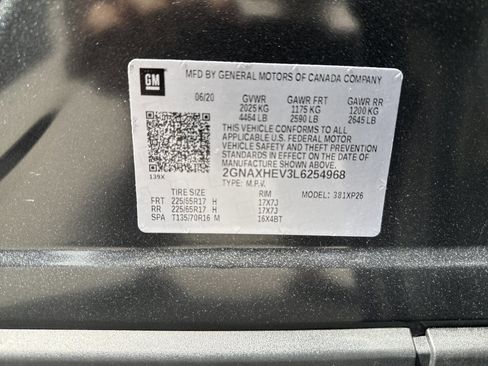 GM
MFD BY GENERAL MOTORS OF CANADA COMPANY
06/20 GVWR GAWR FRT GAWR RR
2025 KG 1175 KG 1200 KG
4464 LB 2590 LB 2645 LB
THIS VEHICLE CONFORMS TO ALL
APPLICABLE U.S. FEDERAL MOTOR
VEHICLE SAFETY AND THEFT PREVENTION
STANDARDS IN EFFECT ON THE DATE OF
MANUFACTURE SHOWN ABOVE.
139X 2GNAXHEV3L6254968
TYPE: M.P.V. MODEL: 381XP26
TIRE SIZE RIM
FRT 225/65R17 H 17X7J
RR 225/65R17 H 17X7J
SPA T135/70R16 M 16X4BT